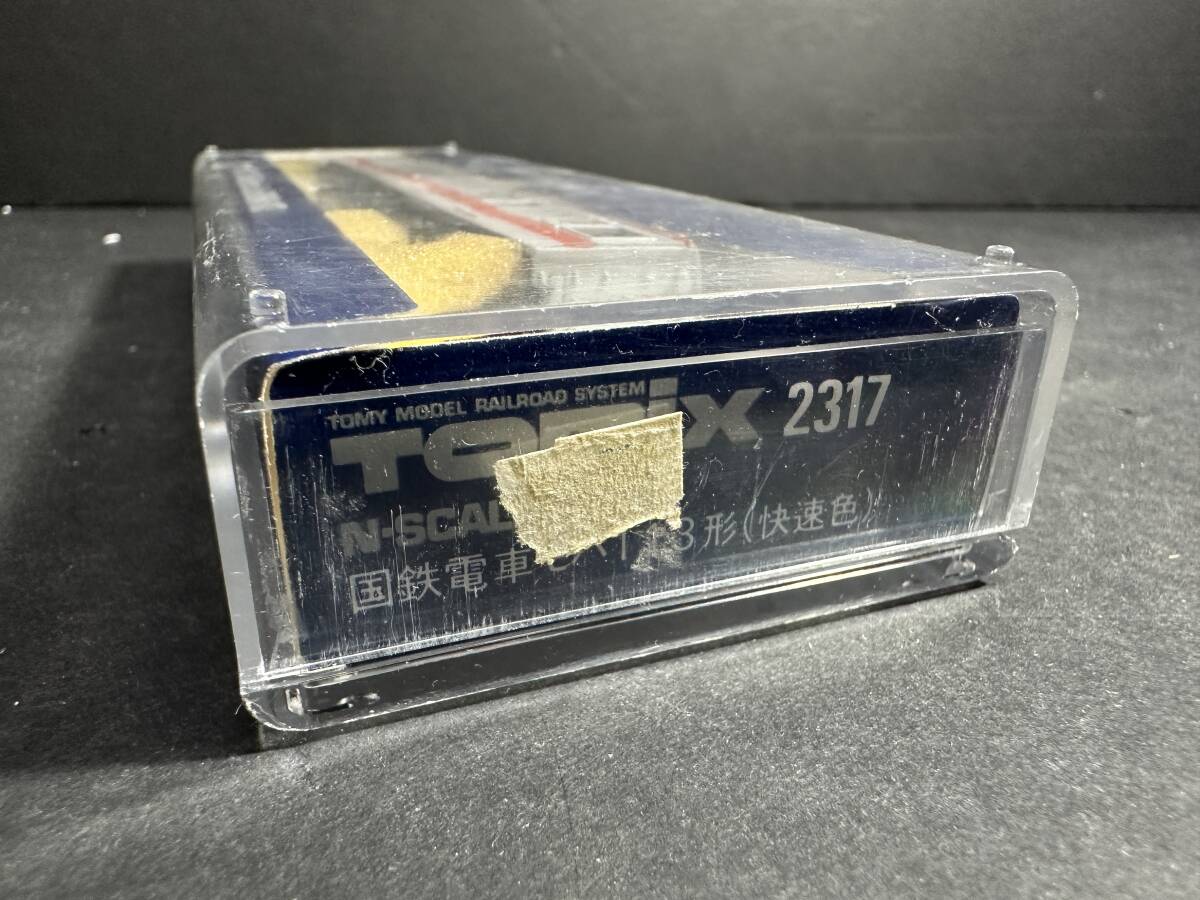 TOMY MODEL RAILROAD SYSTEM
TOMIX 2317
N-SCAL
国鉄電車 3形(快速色)